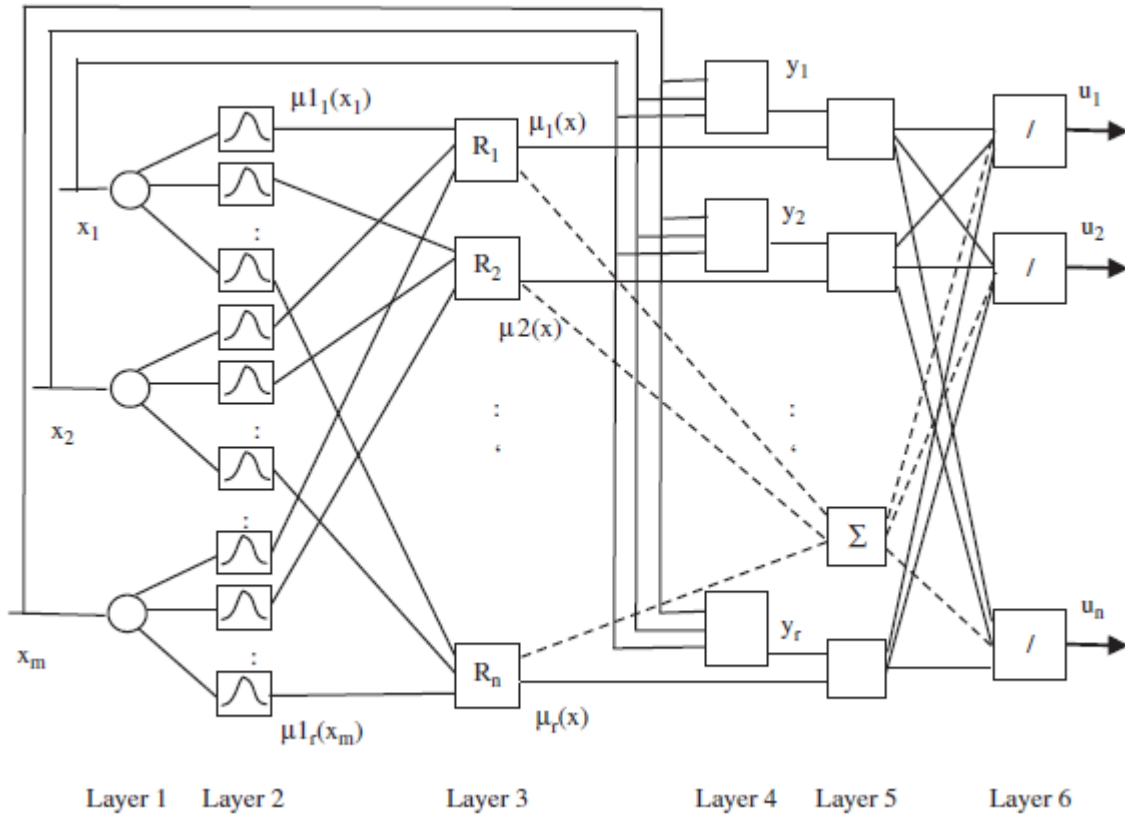 y₁
u₁
μ1₁(x₁)
μ₁(x)
R₁
/
x₁
y₂
u₂
:
R₂
/
μ2(x)
:
‘
:
‘
x₂
:
:
Σ
yᵣ
uₙ
xₘ
:
Rₙ
/
μ1ᵣ(xₘ)
μᵣ(x)
Layer 1 Layer 2 Layer 3 Layer 4 Layer 5 Layer 6